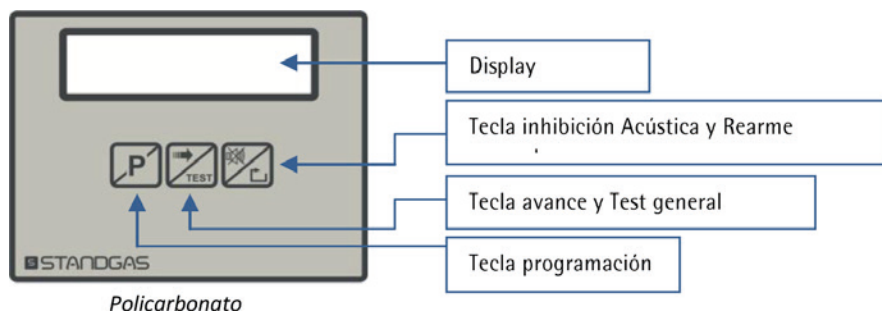 Display
Tecla inhibición Acústica y Rearme
P
TEST
Tecla avance y Test general
Tecla programación
STANDGAS
Policarbonato